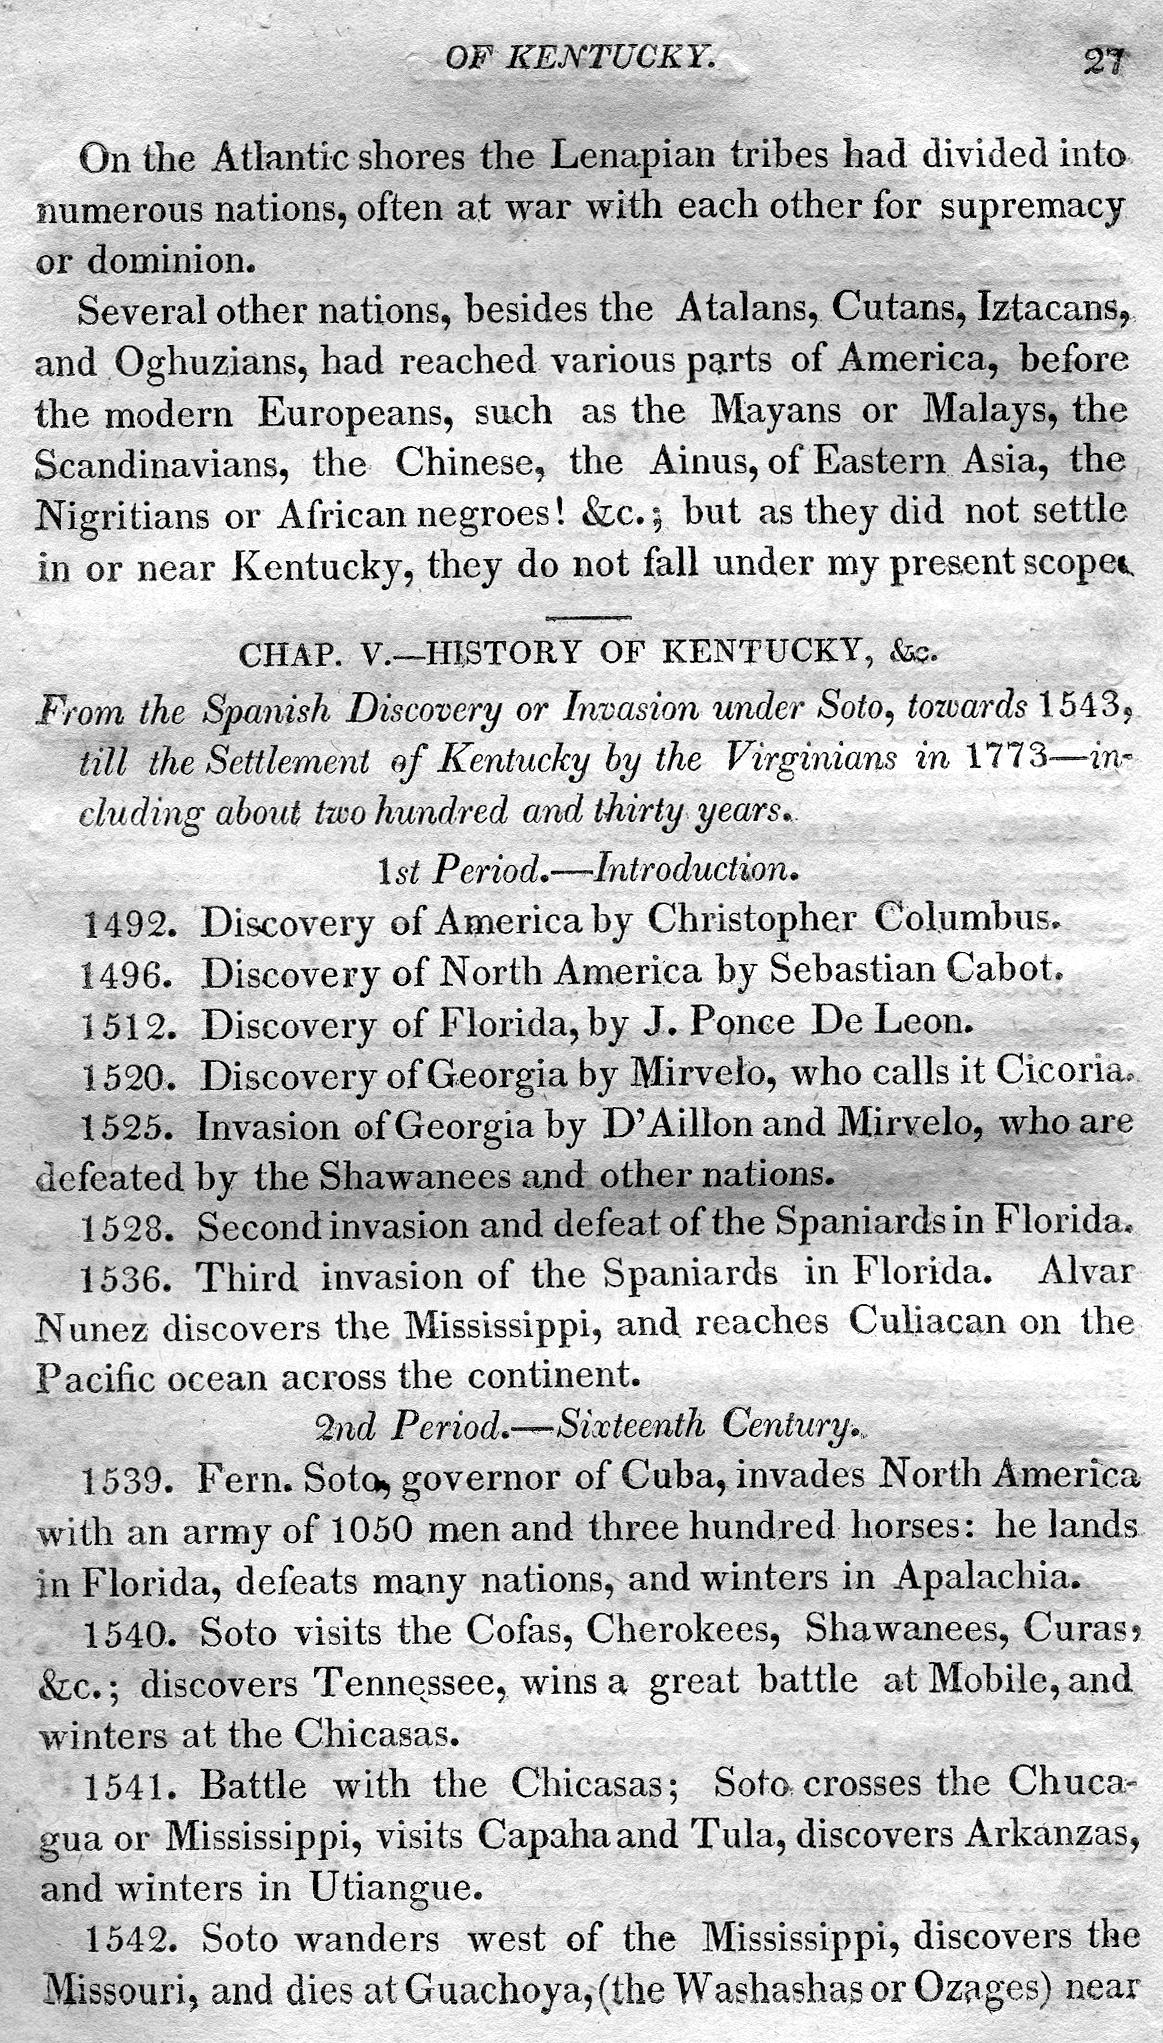 OF KENTUCKY. 27
On the Atlantic shores the Lenapian tribes had divided into
numerous nations, often at war with each other for supremacy
or dominion.
Several other nations, besides the Atalans, Cutans, Iztacans,
and Oghuzians, had reached various parts of America, before
the modern Europeans, such as the Mayans or Malays, the
Scandinavians, the Chinese, the Ainus, of Eastern Asia, the
Nigritians or African negroes! &c.; but as they did not settle
in or near Kentucky, they do not fall under my present scope.
CHAP. V.—HISTORY OF KENTUCKY, &c.
From the Spanish Discovery or Invasion under Soto, towards 1543,
till the Settlement of Kentucky by the Virginians in 1773—in-
cluding about two hundred and thirty years.
1st Period.—Introduction.
1492. Discovery of America by Christopher Columbus.
1496. Discovery of North America by Sebastian Cabot.
1512. Discovery of Florida, by J. Ponce De Leon.
1520. Discovery of Georgia by Mirvelo, who calls it Cicoria.
1525. Invasion of Georgia by D'Aillon and Mirvelo, who are
defeated by the Shawanees and other nations.
1528. Second invasion and defeat of the Spaniards in Florida.
1536. Third invasion of the Spaniards in Florida. Alvar
Nunez discovers the Mississippi, and reaches Culiacan on the
Pacific ocean across the continent.
2nd Period.—Sixteenth Century.
1539. Fern. Soto, governor of Cuba, invades North America
with an army of 1050 men and three hundred horses: he lands
in Florida, defeats many nations, and winters in Apalachia.
1540. Soto visits the Cofas, Cherokees, Shawanees, Curas,
&c.; discovers Tennessee, wins a great battle at Mobile, and
winters at the Chicasas.
1541. Battle with the Chicasas; Soto crosses the Chuca-
gua or Mississippi, visits Capaha and Tula, discovers Arkanzas,
and winters in Utiangue.
1542. Soto wanders west of the Mississippi, discovers the
Missouri, and dies at Guachoya, (the Washashas or Ozages) near